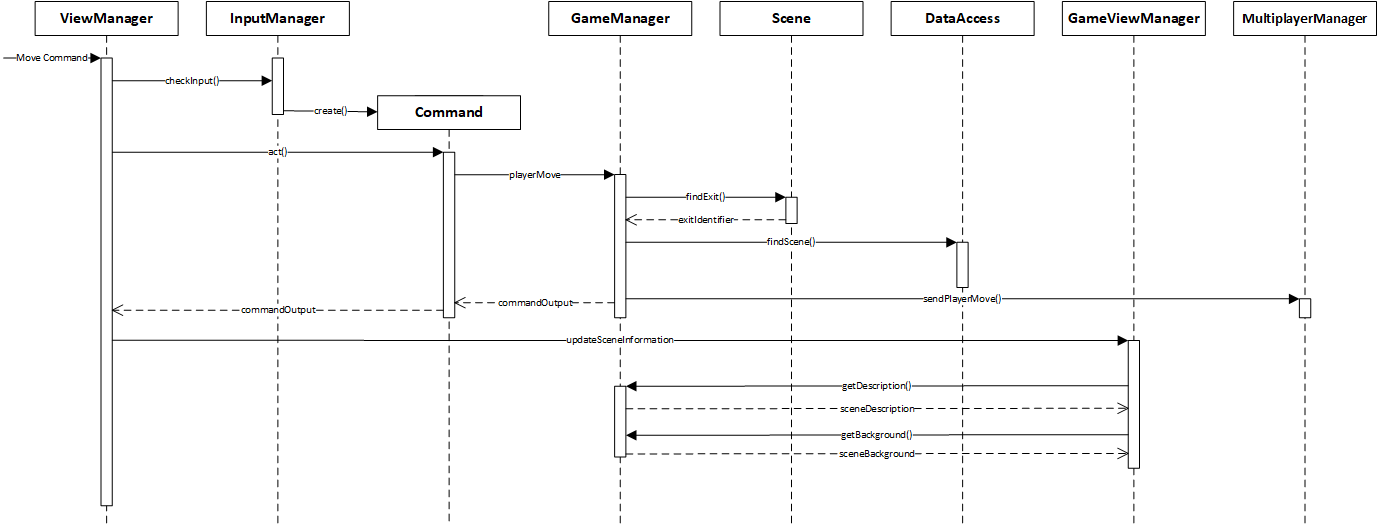 ViewManager
InputManager
GameManager
Scene
DataAccess
GameViewManager
MultiplayerManager
Move Command
checkInput()
create()
Command
act()
playerMove
findExit()
exitIdentifier
findScene()
sendPlayerMove()
commandOutput
commandOutput
updateSceneInformation
getDescription()
sceneDescription
getBackground()
sceneBackground